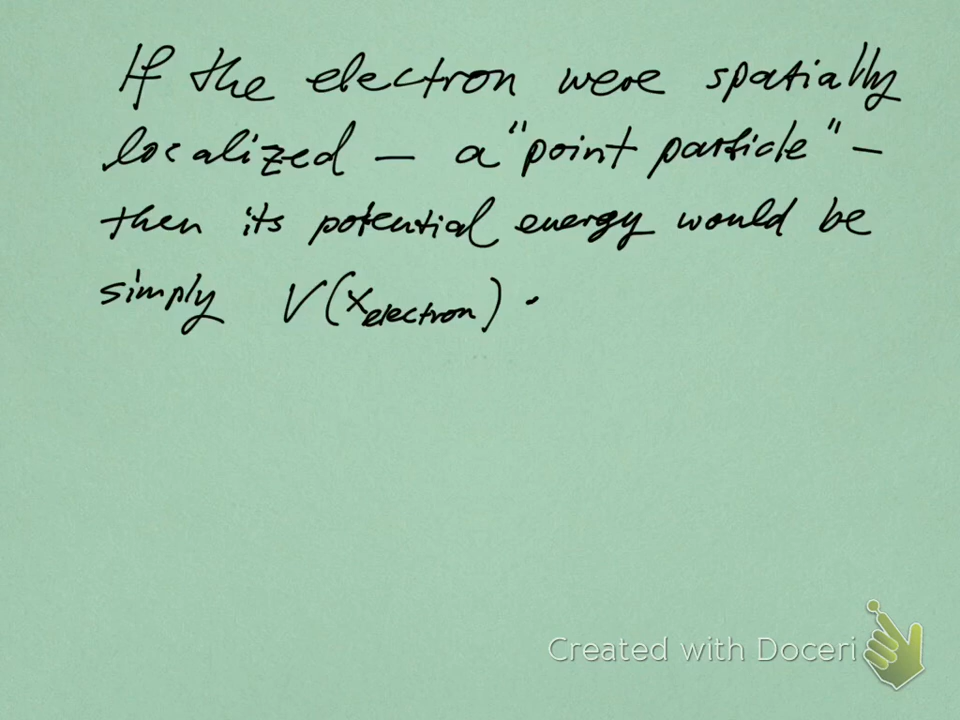 If the electron were spatially
localized — a "point particle" —
then its potential energy would be
simply V(x_electron).
Created with Doceri